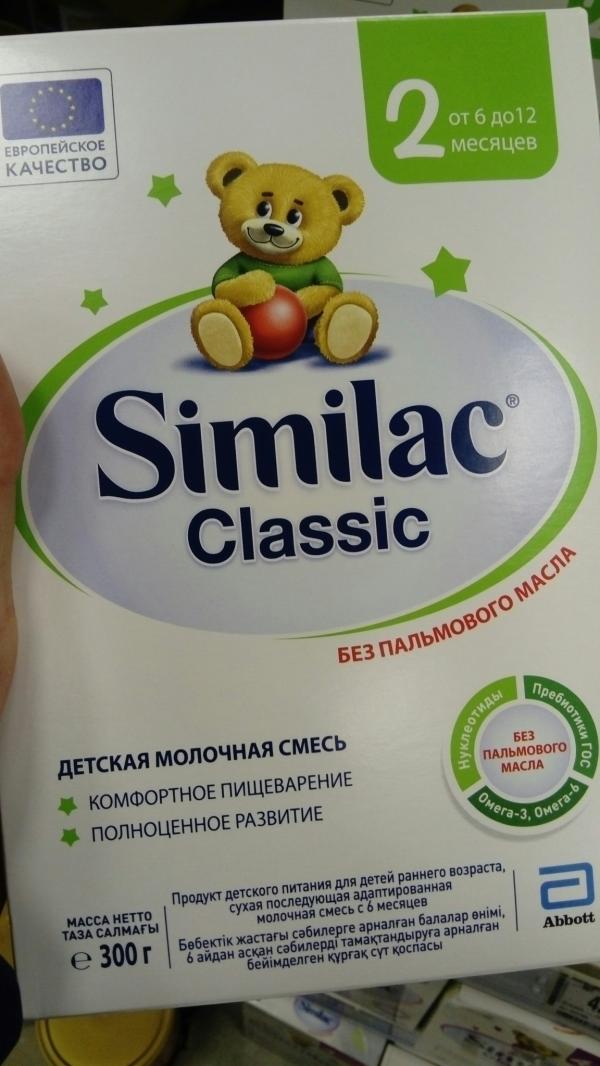 ЕВРОПЕЙСКОЕ
КАЧЕСТВО
2
от 6 до12
месяцев
Similac®
Classic
БЕЗ ПАЛЬМОВОГО МАСЛА
Нуклеотиды
Пребиотики ГОС
Омега-3, Омега-6
БЕЗ
ПАЛЬМОВОГО
МАСЛА
ДЕТСКАЯ МОЛОЧНАЯ СМЕСЬ
КОМФОРТНОЕ ПИЩЕВАРЕНИЕ
ПОЛНОЦЕННОЕ РАЗВИТИЕ
МАССА НЕТТО
ТАЗА САЛМАҒЫ
℮ 300 г
Продукт детского питания для детей раннего возраста,
сухая последующая адаптированная
молочная смесь с 6 месяцев
Бөбектік жастағы сәбилерге арналған балалар өнімі,
6 айдан асқан сәбилерді тамақтандыруға арналған
бейімделген құрғақ сүт қоспасы
Abbott